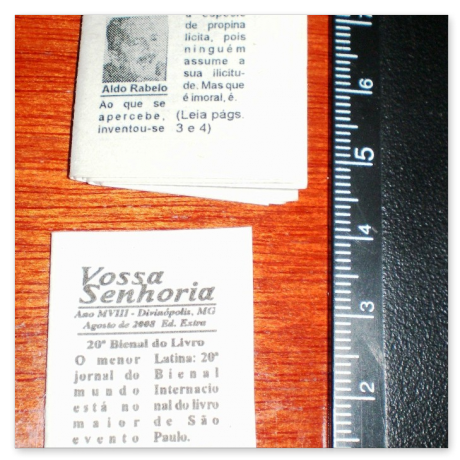 a espécie
de propina
lícita, pois
ninguém
assume a
sua ilicitu-
de. Mas que
é imoral, é.
(Leia págs.
3 e 4)
Aldo Rabelo
Ao que se
apercebe,
inventou-se
Vossa
Senhoria
Ano MVIII - Divinópolis, MG
Agosto de 2008 Ed. Extra
20ª Bienal do Livro
O menor
jornal do
mundo
está no
maior
evento
Latina: 20ª
Bienal
Internacio
nal do livro
de São
Paulo.
6
5
4
3
2